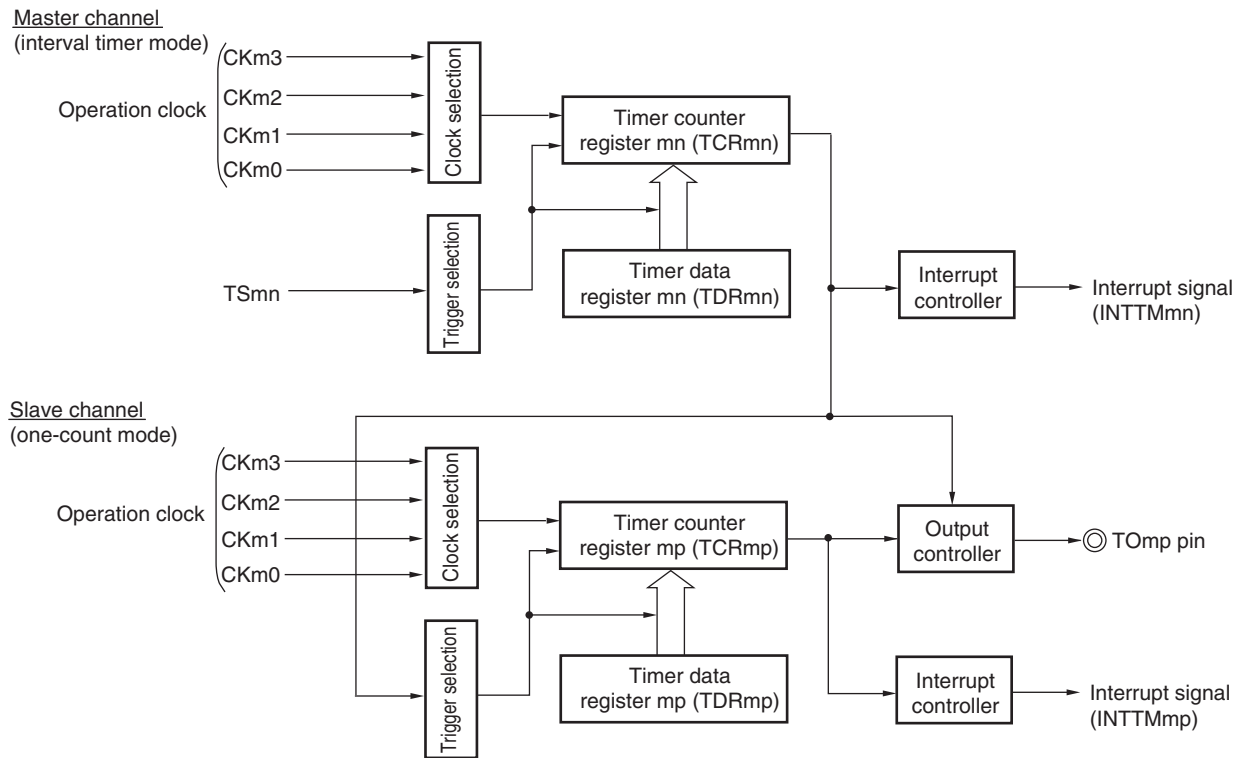 Master channel
(interval timer mode)
Operation clock
CKm3
CKm2
CKm1
CKm0
Clock selection
Timer counter
register mn (TCRmn)
TSmn
Trigger selection
Timer data
register mn (TDRmn)
Interrupt
controller
Interrupt signal
(INTTMmn)
Slave channel
(one-count mode)
Operation clock
CKm3
CKm2
CKm1
CKm0
Clock selection
Timer counter
register mp (TCRmp)
Output
controller
TOmp pin
Trigger selection
Timer data
register mp (TDRmp)
Interrupt
controller
Interrupt signal
(INTTMmp)